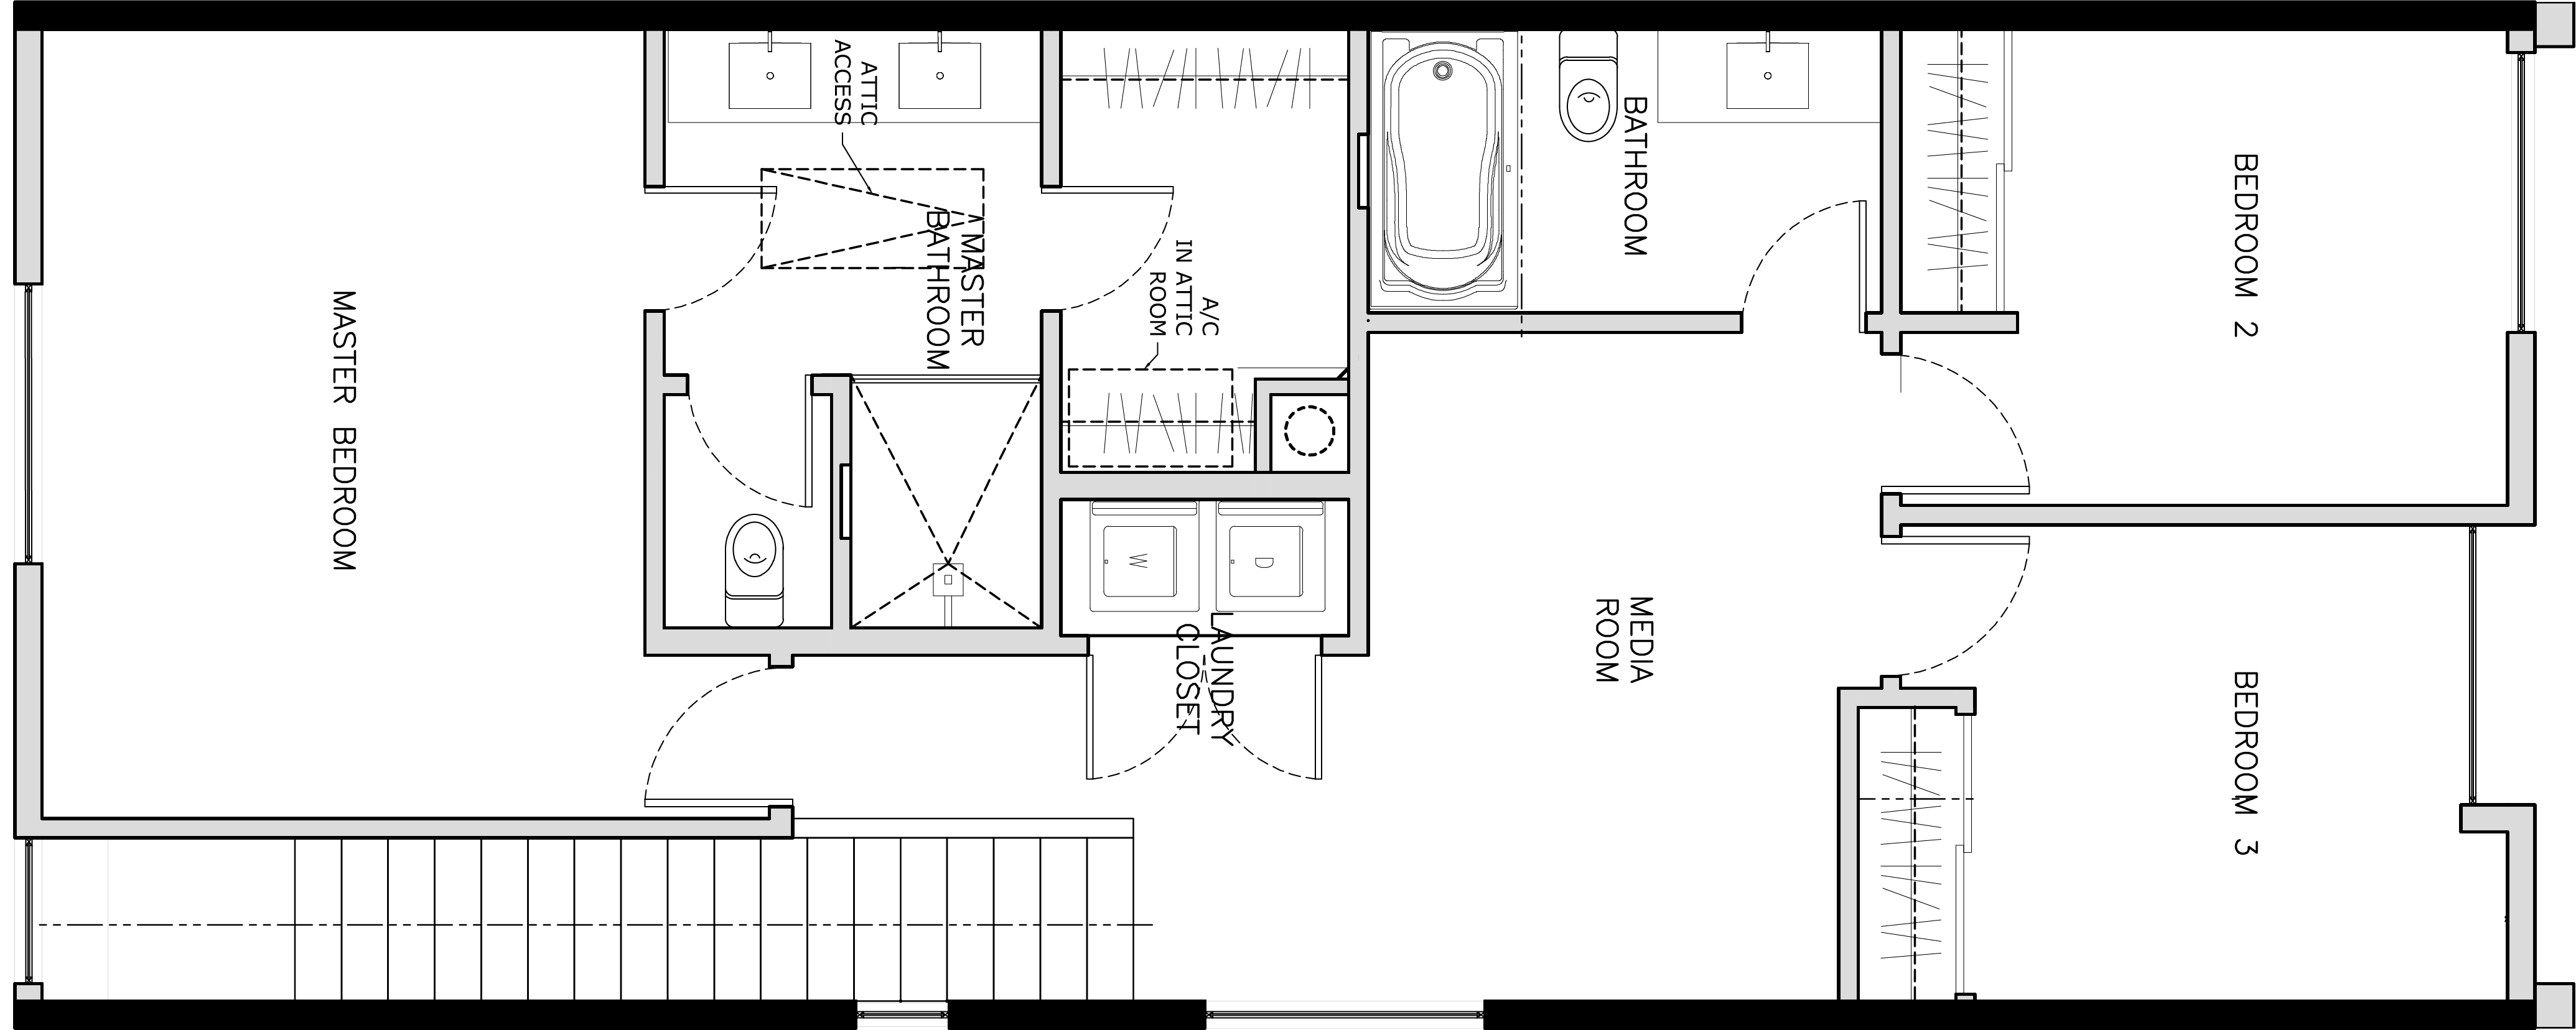 MASTER BEDROOM
ATTIC
ACCESS
MASTER
BATHROOM
A/C
IN ATTIC
ROOM
W
D
LAUNDRY
CLOSET
BATHROOM
MEDIA
ROOM
BEDROOM 2
BEDROOM 3